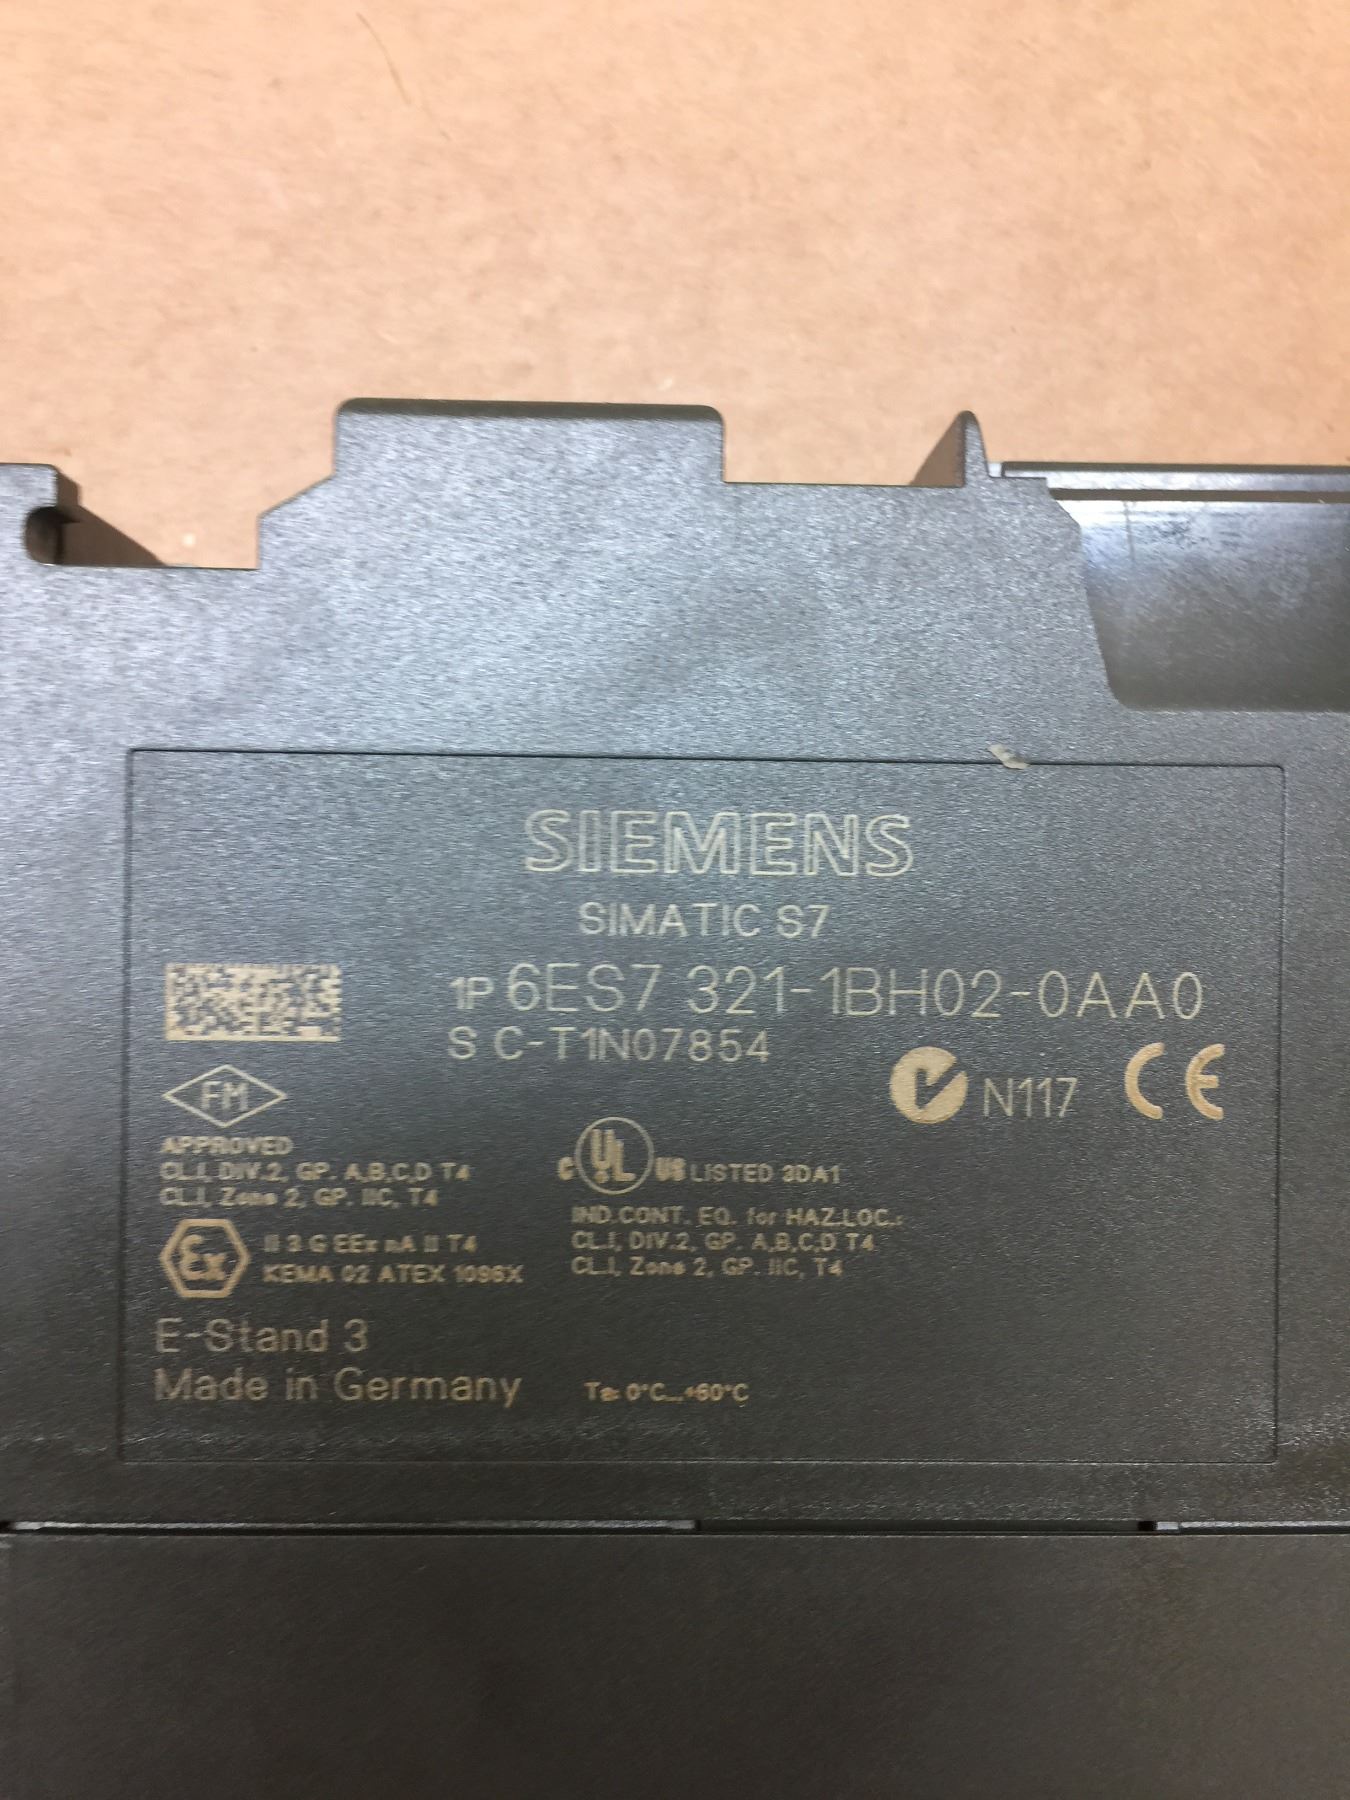 SIEMENS
SIMATIC S7
1P 6ES7 321-1BH02-0AA0
S C-T1N07854
N117 CE
FM
APPROVED
CL.I, DIV.2, GP. A,B,C,D T4
CL.I, Zone 2, GP. IIC, T4
C UL US LISTED 3DA1
IND.CONT. EQ. for HAZ.LOC.:
CL.I, DIV.2, GP. A,B,C,D T4
CL.I, Zone 2, GP. IIC, T4
Ex II 3 G EEx nA II T4
KEMA 02 ATEX 1096X
E-Stand 3
Made in Germany
Ta: 0°C...+60°C